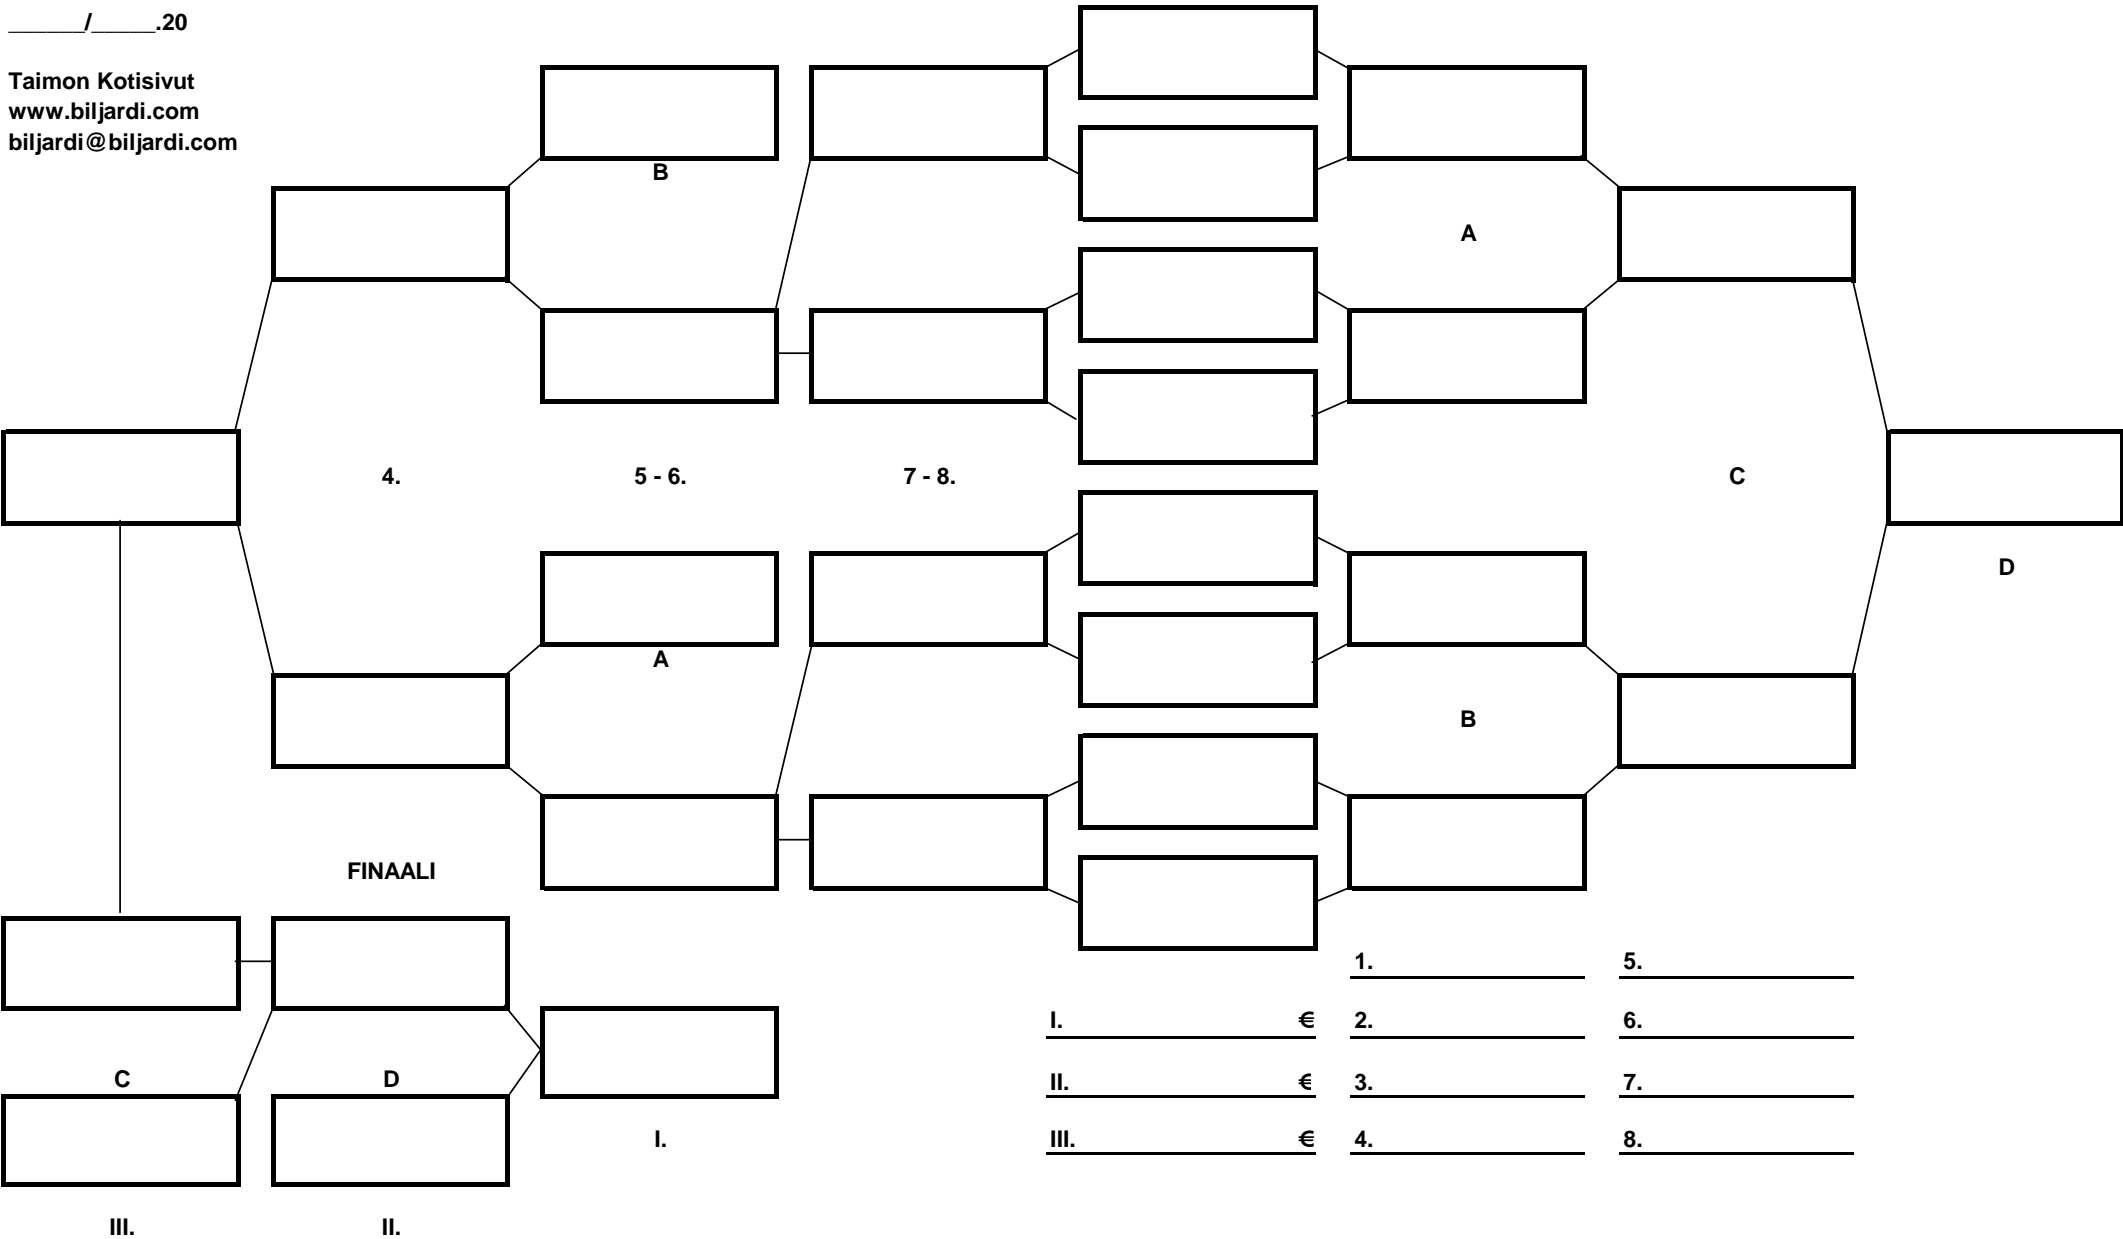 ______/_____.20
Taimon Kotisivut
www.biljardi.com
biljardi@biljardi.com
B
A
4.
5 - 6.
7 - 8.
C
D
A
B
FINAALI
1.
5.
I. €
2.
6.
C
D
II. €
3.
7.
I.
III. €
4.
8.
III.
II.